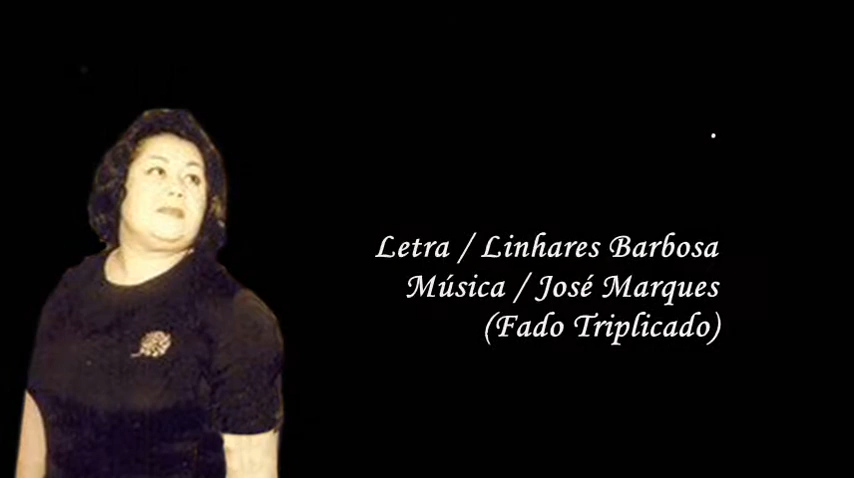 .
Letra / Linhares Barbosa
Música / José Marques
(Fado Triplicado)